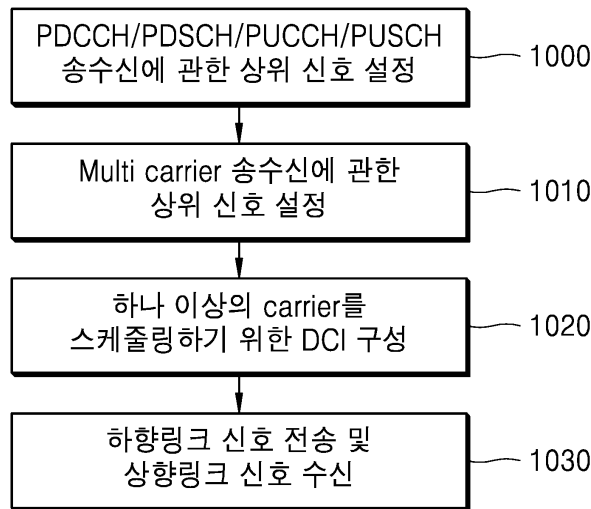 PDCCH/PDSCH/PUCCH/PUSCH
송수신에 관한 상위 신호 설정
1000
Multi carrier 송수신에 관한
상위 신호 설정
1010
하나 이상의 carrier를
스케줄링하기 위한 DCI 구성
1020
하향링크 신호 전송 및
상향링크 신호 수신
1030